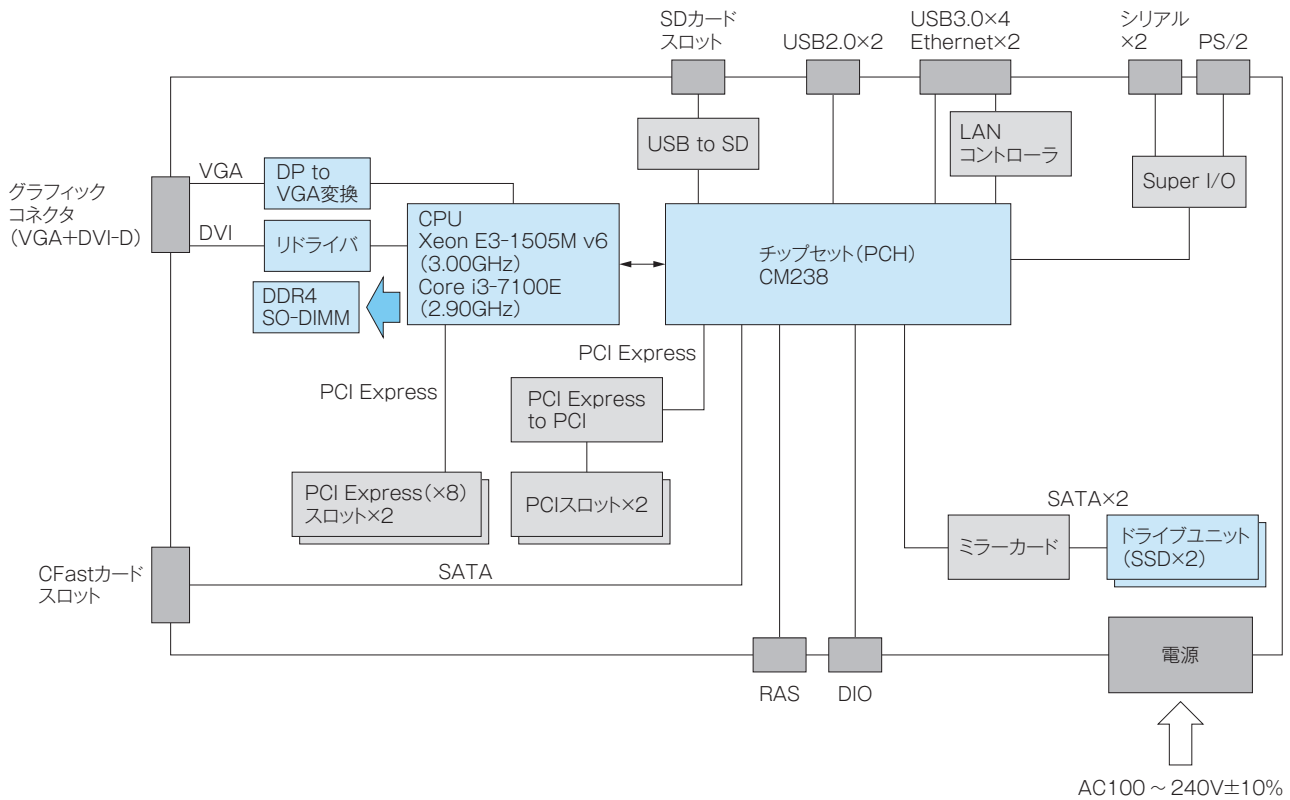 SDカード
スロット
USB2.0×2
USB3.0×4
Ethernet×2
シリアル
×2
PS/2
USB to SD
LAN
コントローラ
Super I/O
グラフィック
コネクタ
(VGA+DVI-D)
VGA
DP to
VGA変換
DVI
リドライバ
CPU
Xeon E3-1505M v6
(3.00GHz)
Core i3-7100E
(2.90GHz)
チップセット(PCH)
CM238
DDR4
SO-DIMM
PCI Express
PCI Express
PCI Express
to PCI
PCI Express(×8)
スロット×2
PCIスロット×2
SATA×2
ミラーカード
ドライブユニット
(SSD×2)
CFastカード
スロット
SATA
電源
RAS
DIO
AC100~240V±10%